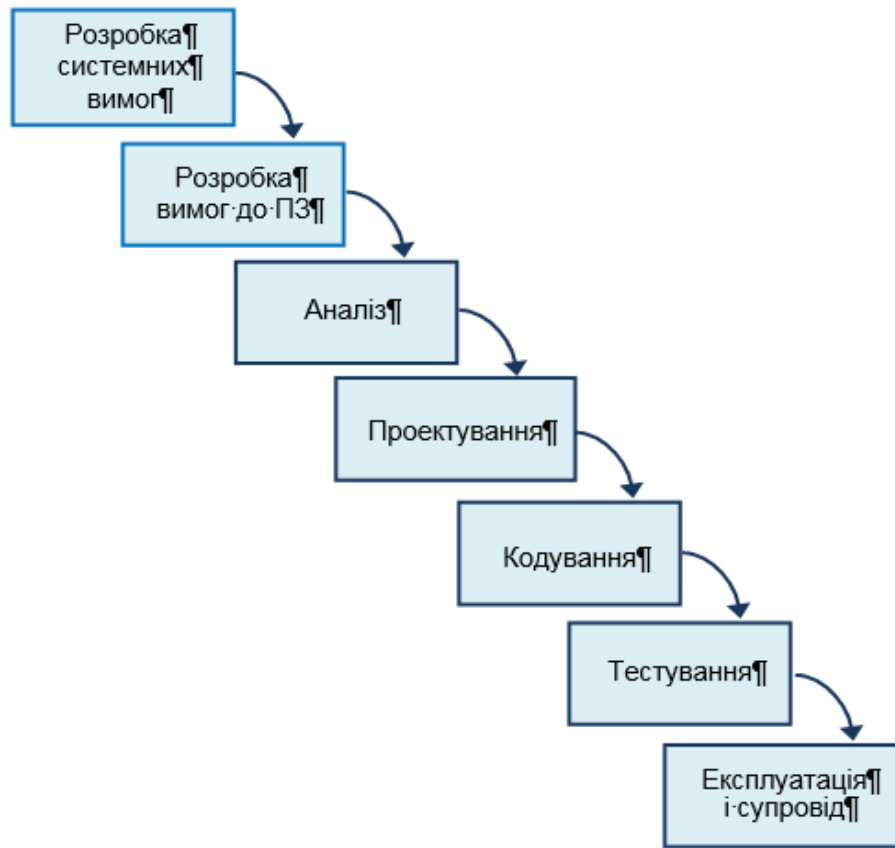 Розробка¶
системних¶
вимог¶
Розробка¶
вимог·до·ПЗ¶
Аналіз¶
Проектування¶
Кодування¶
Тестування¶
Експлуатація¶
і·супровід¶